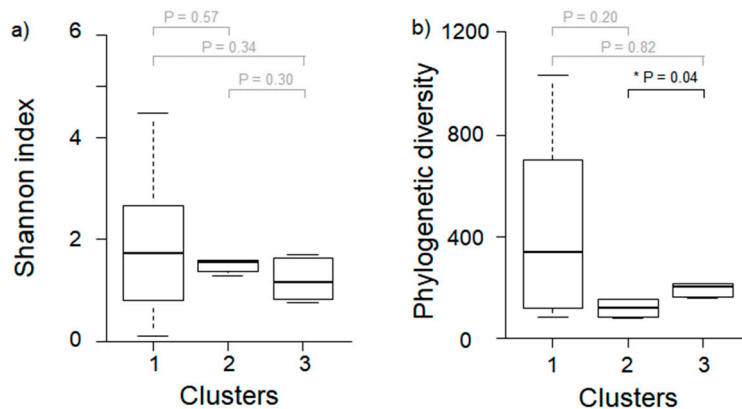 a)
P = 0.57
P = 0.34
P = 0.30
Shannon index
6
4
2
0
1 2 3
Clusters
b)
P = 0.20
P = 0.82
* P = 0.04
Phylogenetic diversity
1200
800
400
0
1 2 3
Clusters